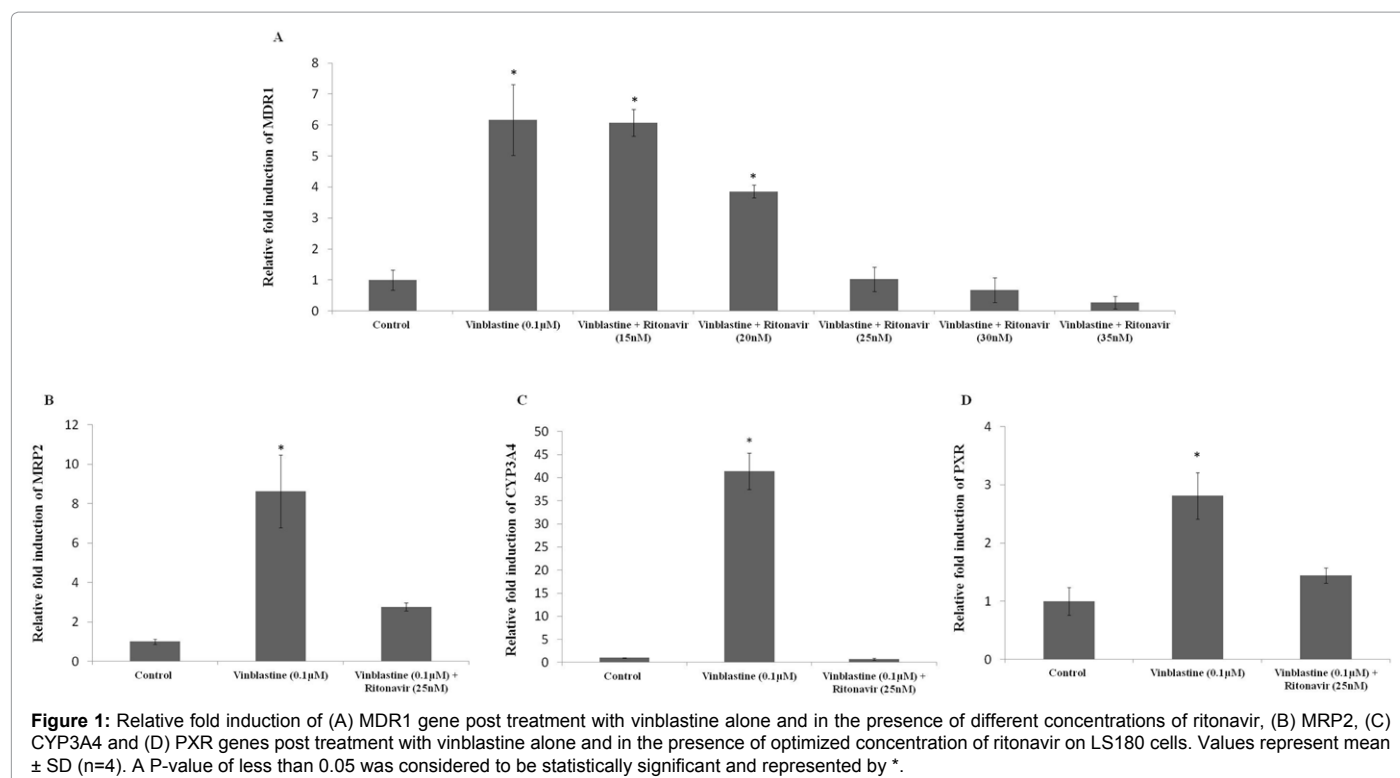 A
Relative fold induction of MDR1
8
7
6
5
4
3
2
1
0
*
*
*
Control
Vinblastine (0.1µM)
Vinblastine + Ritonavir
(15nM)
Vinblastine + Ritonavir
(20nM)
Vinblastine + Ritonavir
(25nM)
Vinblastine + Ritonavir
(30nM)
Vinblastine + Ritonavir
(35nM)
B
Relative fold induction of MRP2
12
10
8
6
4
2
0
*
Control
Vinblastine (0.1µM)
Vinblastine (0.1µM) +
Ritonavir (25nM)
C
Relative fold induction of CYP3A4
50
45
40
35
30
25
20
15
10
5
0
*
Control
Vinblastine (0.1µM)
Vinblastine (0.1µM) +
Ritonavir (25nM)
D
Relative fold induction of PXR
4
3
2
1
0
*
Control
Vinblastine (0.1µM)
Vinblastine (0.1µM) +
Ritonavir (25nM)
Figure 1: Relative fold induction of (A) MDR1 gene post treatment with vinblastine alone and in the presence of different concentrations of ritonavir, (B) MRP2, (C)
CYP3A4 and (D) PXR genes post treatment with vinblastine alone and in the presence of optimized concentration of ritonavir on LS180 cells. Values represent mean
± SD (n=4). A P-value of less than 0.05 was considered to be statistically significant and represented by *.